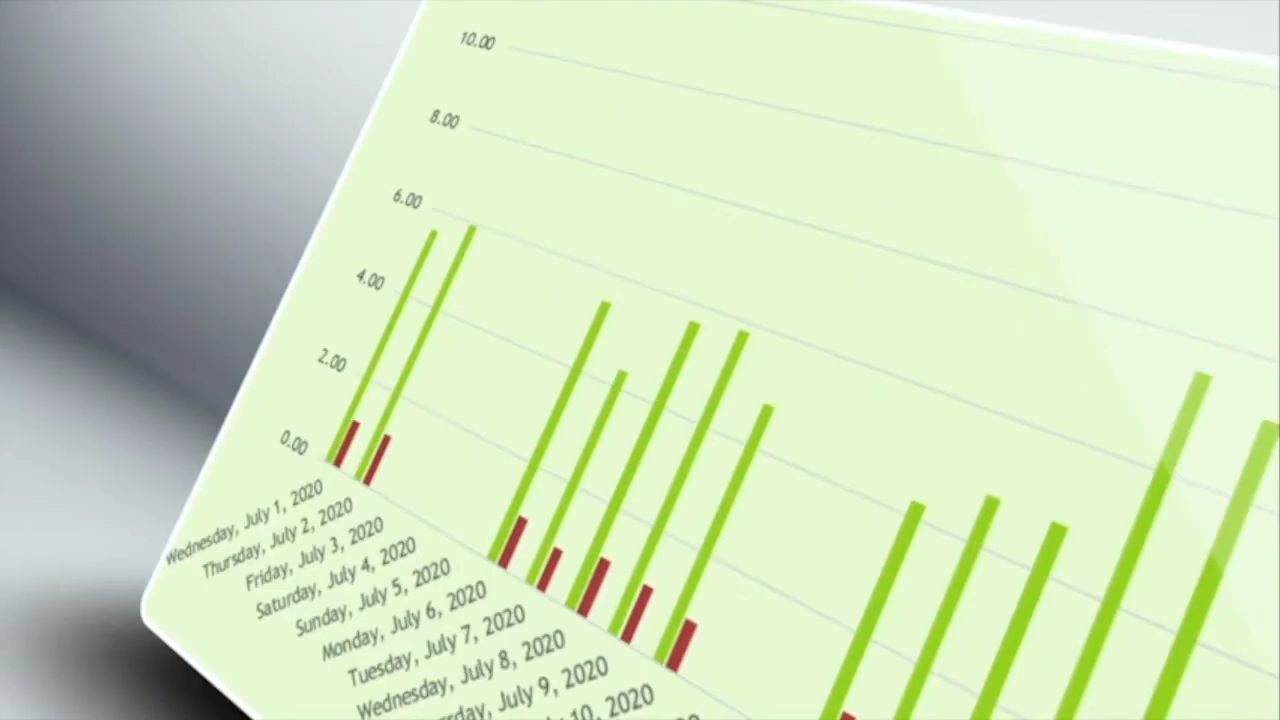 10.00
8.00
6.00
4.00
2.00
0.00
Wednesday, July 1, 2020
Thursday, July 2, 2020
Friday, July 3, 2020
Saturday, July 4, 2020
Sunday, July 5, 2020
Monday, July 6, 2020
Tuesday, July 7, 2020
Wednesday, July 8, 2020
July 9, 2020
10, 2020